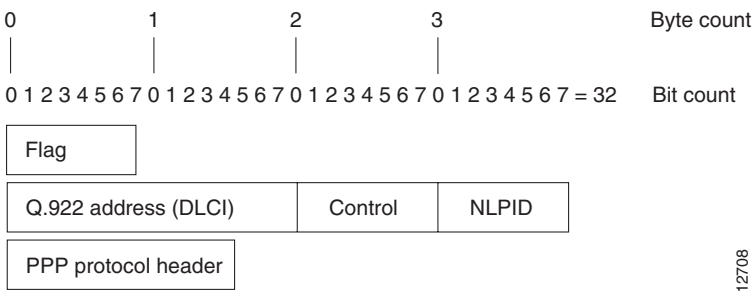 0 1 2 3 Byte count
0 1 2 3 4 5 6 7 0 1 2 3 4 5 6 7 0 1 2 3 4 5 6 7 0 1 2 3 4 5 6 7 = 32 Bit count
Flag
Q.922 address (DLCI) Control NLPID
PPP protocol header
12708